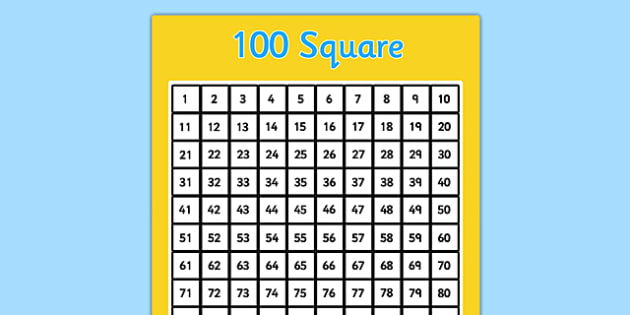 100 Square
1 2 3 4 5 6 7 8 9 10
11 12 13 14 15 16 17 18 19 20
21 22 23 24 25 26 27 28 29 30
31 32 33 34 35 36 37 38 39 40
41 42 43 44 45 46 47 48 49 50
51 52 53 54 55 56 57 58 59 60
61 62 63 64 65 66 67 68 69 70
71 72 73 74 75 76 77 78 79 80